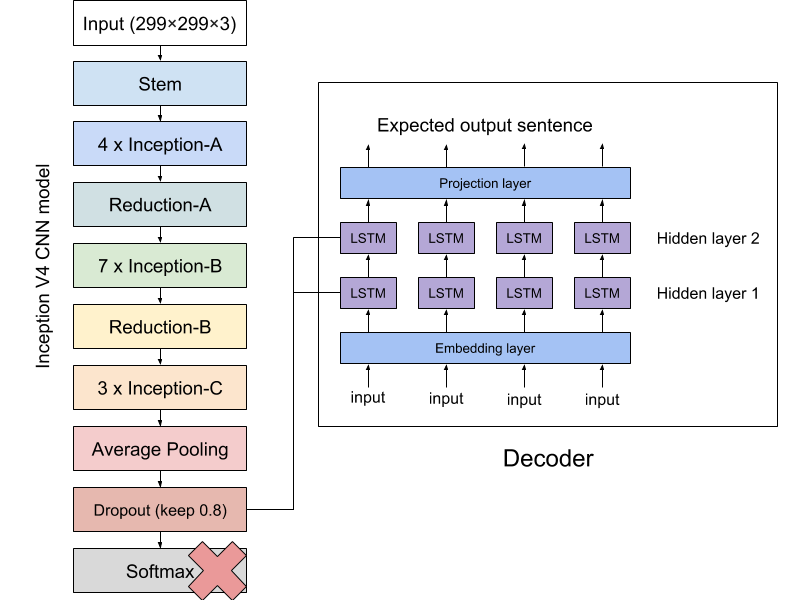 Input (299×299×3)
Stem
4 x Inception-A
Reduction-A
7 x Inception-B
Reduction-B
3 x Inception-C
Average Pooling
Dropout (keep 0.8)
Softmax
Inception V4 CNN model
Expected output sentence
Projection layer
LSTM LSTM LSTM LSTM Hidden layer 2
LSTM LSTM LSTM LSTM Hidden layer 1
Embedding layer
input input input input
Decoder